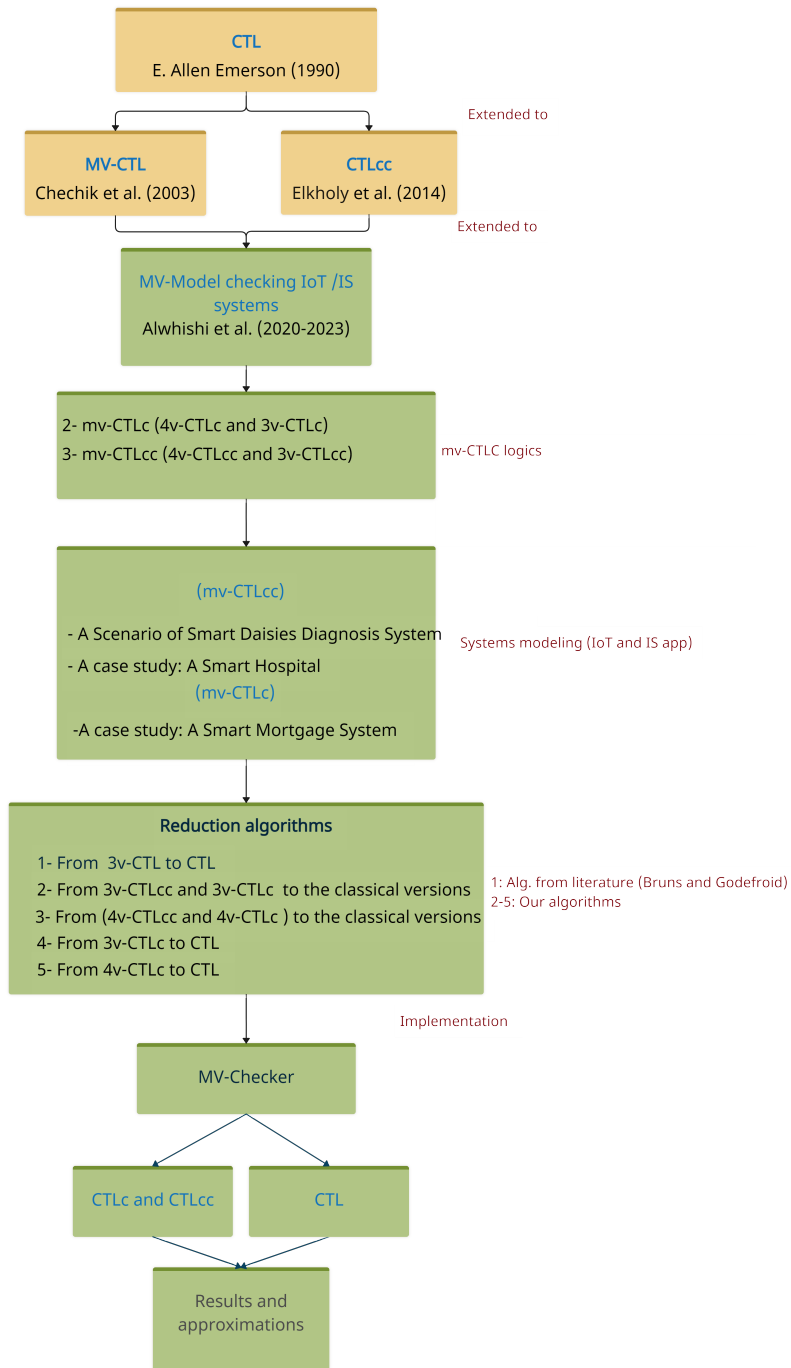 CTL
E. Allen Emerson (1990)
Extended to
MV-CTL
Chechik et al. (2003)
CTLcc
Elkholy et al. (2014)
Extended to
MV-Model checking IoT /IS
systems
Alwhishi et al. (2020-2023)
2- mv-CTLc (4v-CTLc and 3v-CTLc)
3- mv-CTLcc (4v-CTLcc and 3v-CTLcc)
mv-CTLC logics
(mv-CTLcc)
- A Scenario of Smart Daisies Diagnosis System
- A case study: A Smart Hospital
(mv-CTLc)
-A case study: A Smart Mortgage System
Systems modeling (IoT and IS app)
Reduction algorithms
1- From  3v-CTL to CTL
2- From 3v-CTLcc and 3v-CTLc  to the classical versions
3- From (4v-CTLcc and 4v-CTLc ) to the classical versions
4- From 3v-CTLc to CTL
5- From 4v-CTLc to CTL
1: Alg. from literature (Bruns and Godefroid)
2-5: Our algorithms
Implementation
MV-Checker
CTLc and CTLcc
CTL
Results and
approximations